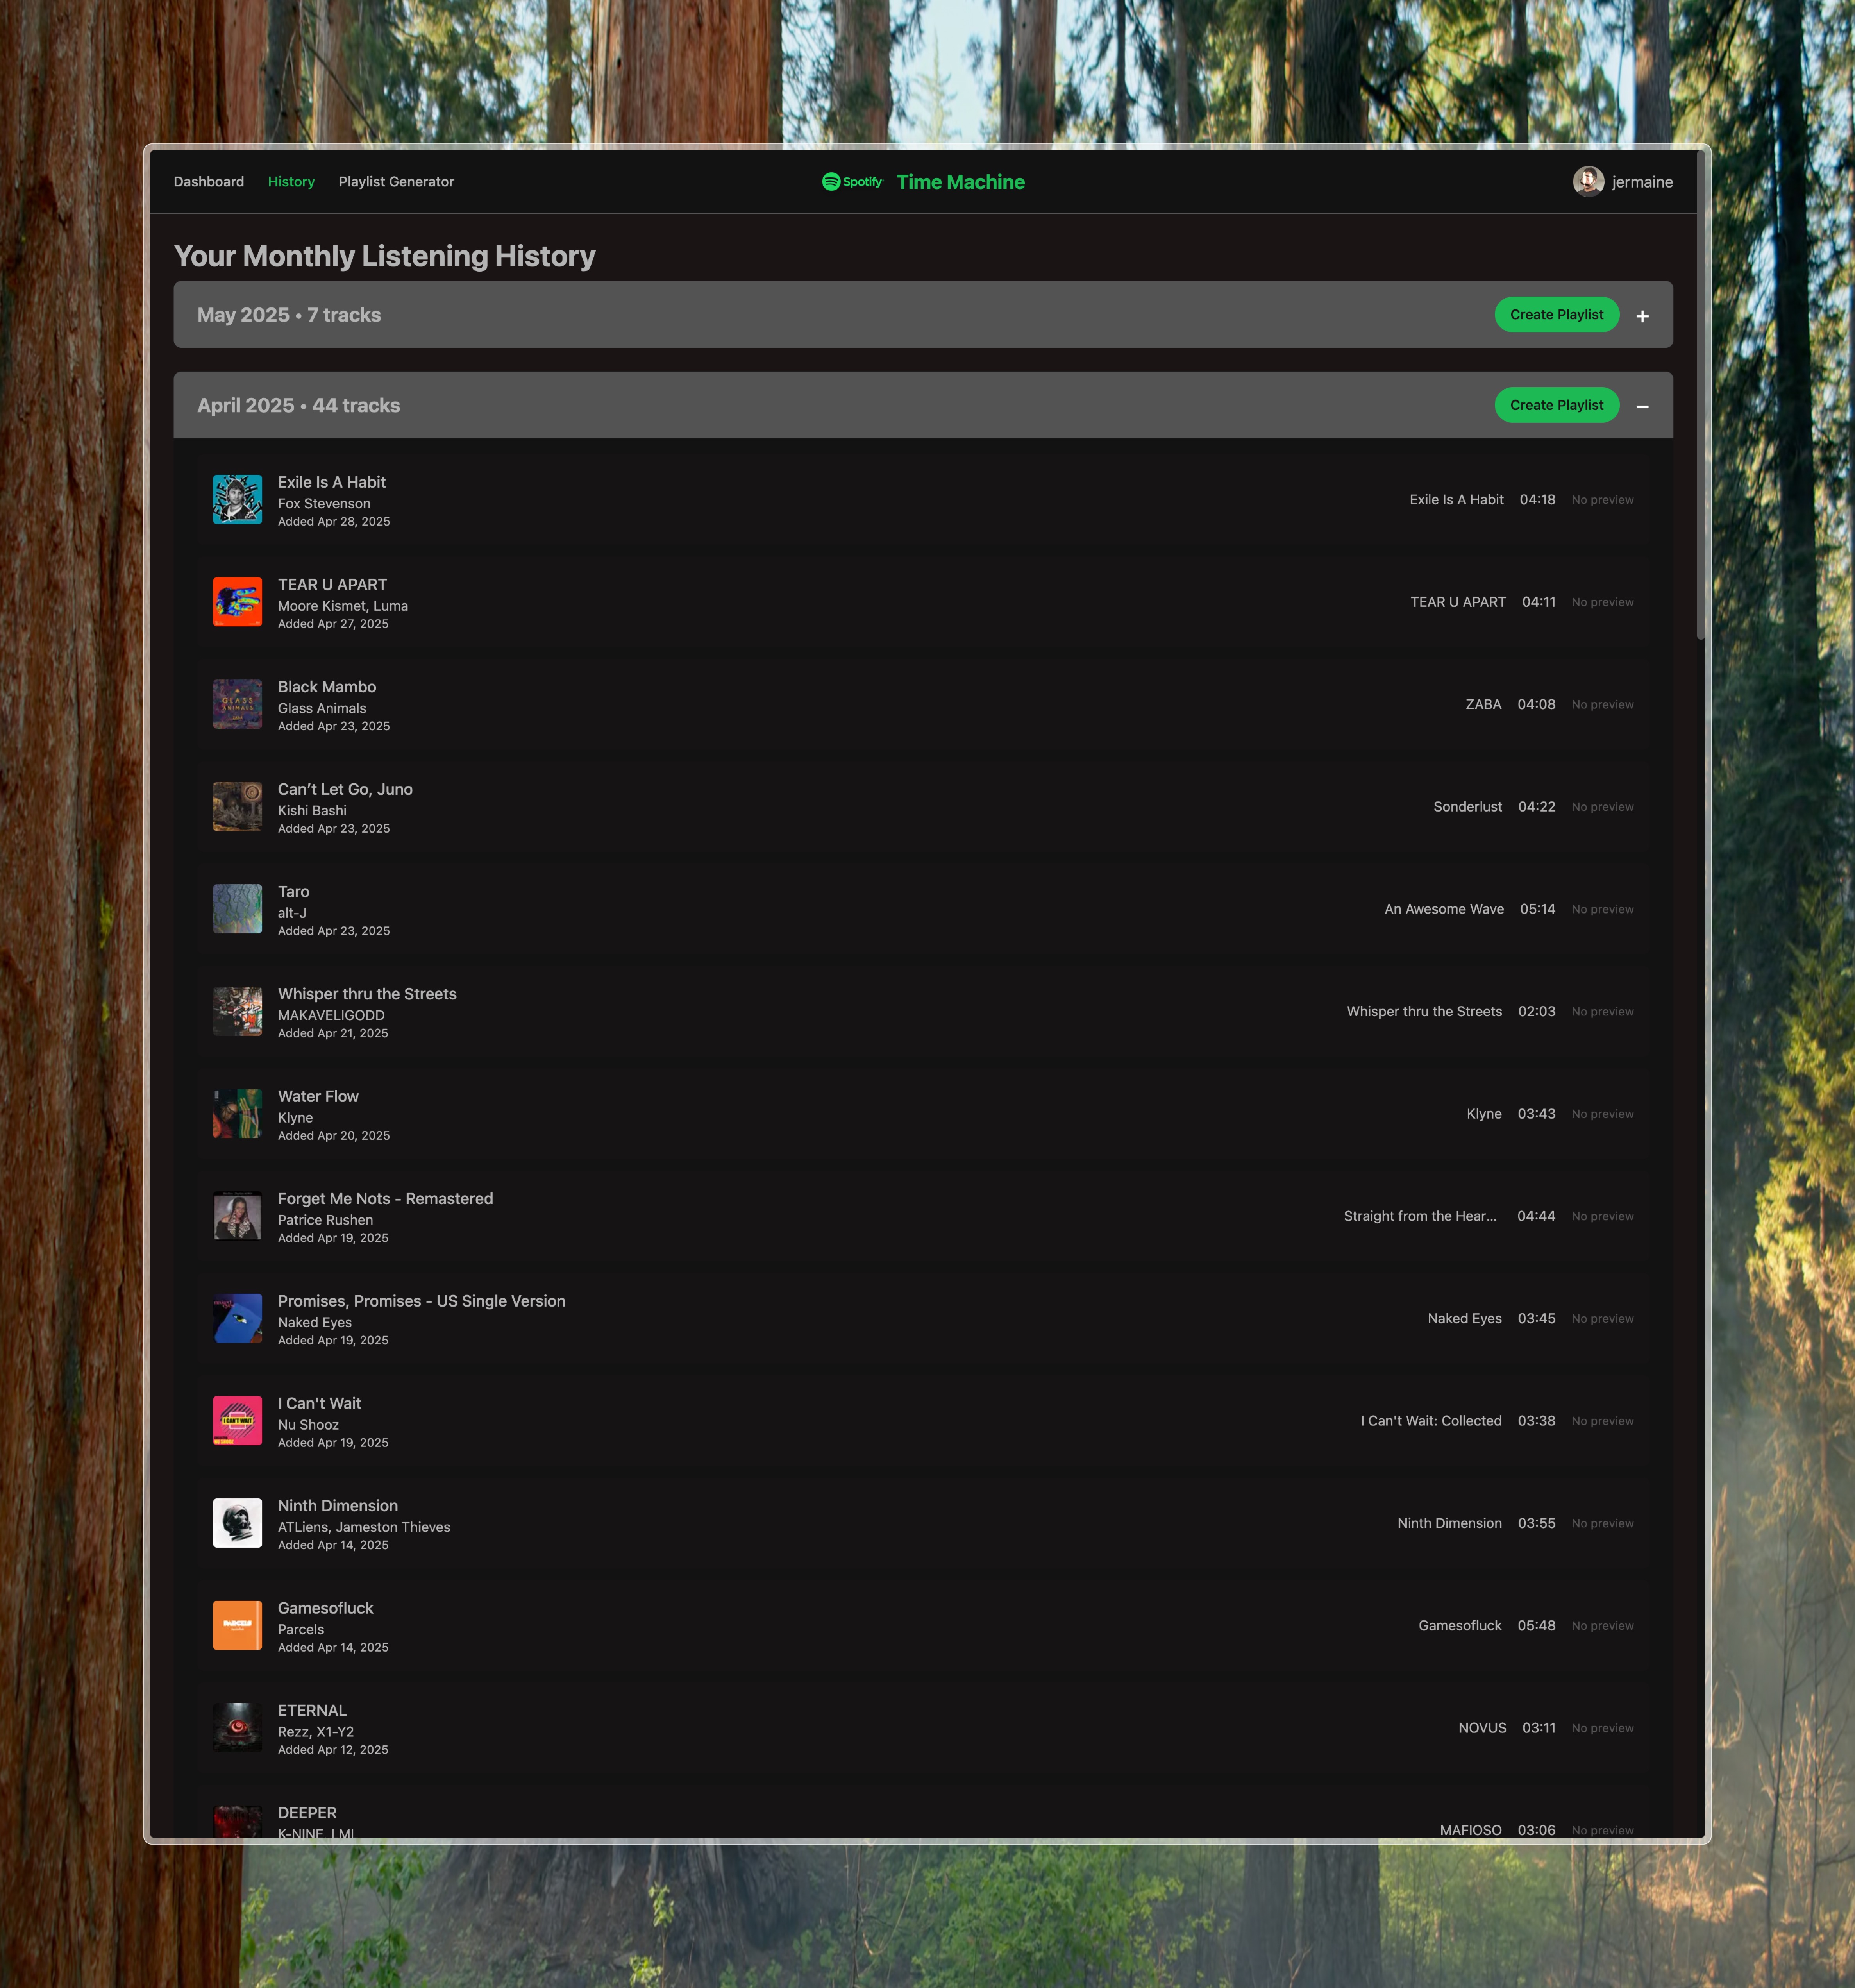 Dashboard History Playlist Generator Spotify Time Machine jermaine
Your Monthly Listening History
May 2025 • 7 tracks Create Playlist +
April 2025 • 44 tracks Create Playlist −
Exile Is A Habit
Fox Stevenson
Added Apr 28, 2025
Exile Is A Habit 04:18 No preview
TEAR U APART
Moore Kismet, Luma
Added Apr 27, 2025
TEAR U APART 04:11 No preview
GLASS
ANIMALS
Black Mambo
Glass Animals
Added Apr 23, 2025
ZABA 04:08 No preview
Can’t Let Go, Juno
Kishi Bashi
Added Apr 23, 2025
Sonderlust 04:22 No preview
Taro
alt-J
Added Apr 23, 2025
An Awesome Wave 05:14 No preview
Whisper thru the Streets
MAKAVELIGODD
Added Apr 21, 2025
Whisper thru the Streets 02:03 No preview
Water Flow
Klyne
Added Apr 20, 2025
Klyne 03:43 No preview
Forget Me Nots - Remastered
Patrice Rushen
Added Apr 19, 2025
Straight from the Hear... 04:44 No preview
Promises, Promises - US Single Version
Naked Eyes
Added Apr 19, 2025
Naked Eyes 03:45 No preview
I CAN'T WAIT
I Can't Wait
Nu Shooz
Added Apr 19, 2025
I Can't Wait: Collected 03:38 No preview
Ninth Dimension
ATLiens, Jameston Thieves
Added Apr 14, 2025
Ninth Dimension 03:55 No preview
Gamesofluck
Parcels
Added Apr 14, 2025
Gamesofluck 05:48 No preview
ETERNAL
Rezz, X1-Y2
Added Apr 12, 2025
NOVUS 03:11 No preview
DEEPER
K-NINE, LMI
MAFIOSO 03:06 No preview